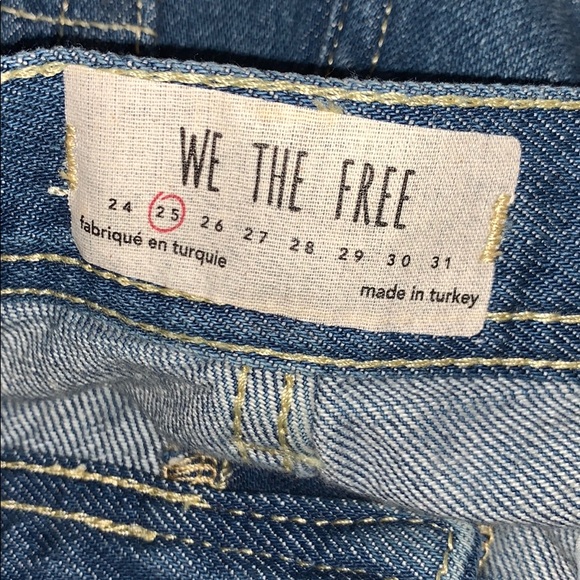 WE THE FREE
24 25 26 27 28 29 30 31
fabriqué en turquie
made in turkey